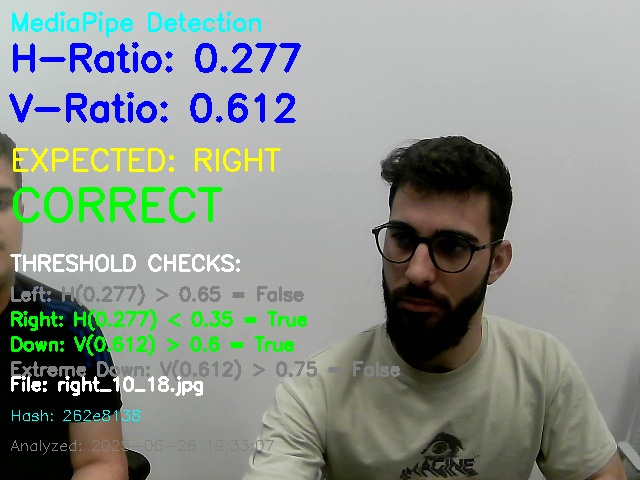 MediaPipe Detection
H-Ratio: 0.277
V-Ratio: 0.612
EXPECTED: RIGHT
CORRECT
THRESHOLD CHECKS:
Left: H(0.277) > 0.65 = False
Right: H(0.277) < 0.35 = True
Down: V(0.612) > 0.6 = True
Extreme Down: V(0.612) > 0.75 = False
File: right_10_18.jpg
Hash: 262e8138
Analyzed: 2025-06-26 19:33:07
IMAGINE